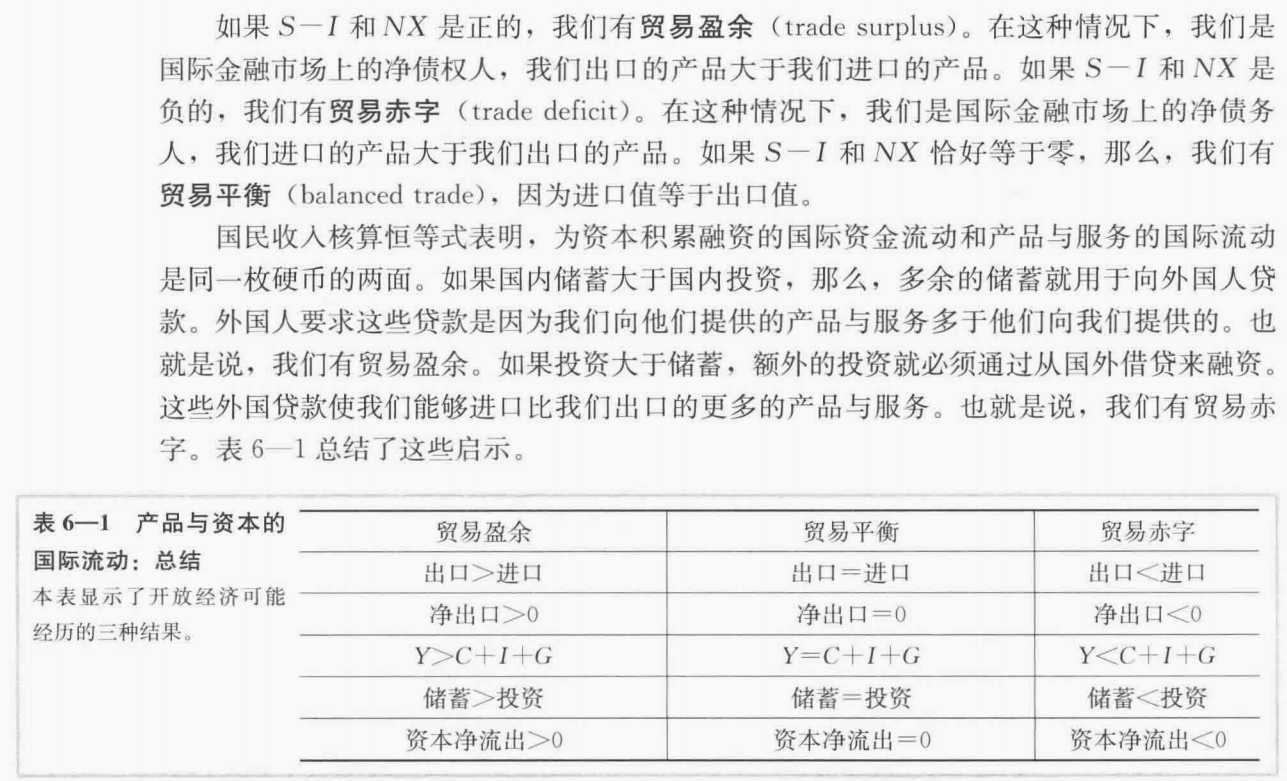 如果 S－I 和 NX 是正的，我们有贸易盈余（trade surplus）。在这种情况下，我们是
国际金融市场上的净债权人，我们出口的产品大于我们进口的产品。如果 S－I 和 NX 是
负的，我们有贸易赤字（trade deficit）。在这种情况下，我们是国际金融市场上的净债务
人，我们进口的产品大于我们出口的产品。如果 S－I 和 NX 恰好等于零，那么，我们有
贸易平衡（balanced trade），因为进口值等于出口值。
国民收入核算恒等式表明，为资本积累融资的国际资金流动和产品与服务的国际流动
是同一枚硬币的两面。如果国内储蓄大于国内投资，那么，多余的储蓄就用于向外国人贷
款。外国人要求这些贷款是因为我们向他们提供的产品与服务多于他们向我们提供的。也
就是说，我们有贸易盈余。如果投资大于储蓄，额外的投资就必须通过从国外借贷来融资。
这些外国贷款使我们能够进口比我们出口的更多的产品与服务。也就是说，我们有贸易赤
字。表 6—1 总结了这些启示。
表 6—1 产品与资本的
国际流动：总结
本表显示了开放经济可能
经历的三种结果。
贸易盈余 贸易平衡 贸易赤字
出口＞进口 出口＝进口 出口＜进口
净出口＞0 净出口＝0 净出口＜0
Y＞C＋I＋G Y＝C＋I＋G Y＜C＋I＋G
储蓄＞投资 储蓄＝投资 储蓄＜投资
资本净流出＞0 资本净流出＝0 资本净流出＜0